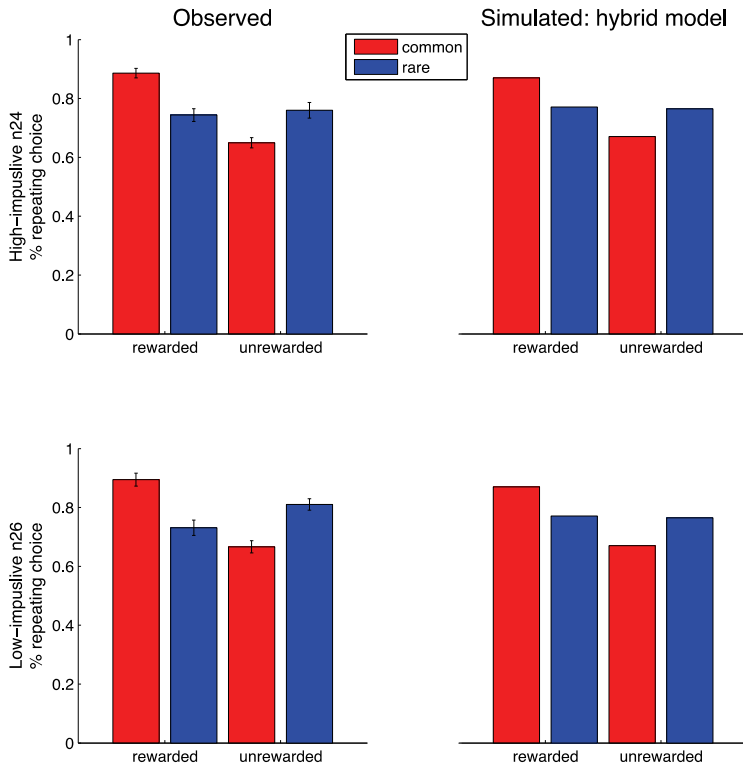 Observed
Simulated: hybrid model
common
rare
High−impuslive n24
% repeating choice
1
0.8
0.6
0.4
0.2
0
rewarded
unrewarded
rewarded
unrewarded
Low−impuslive n26
% repeating choice
1
0.8
0.6
0.4
0.2
0
rewarded
unrewarded
rewarded
unrewarded